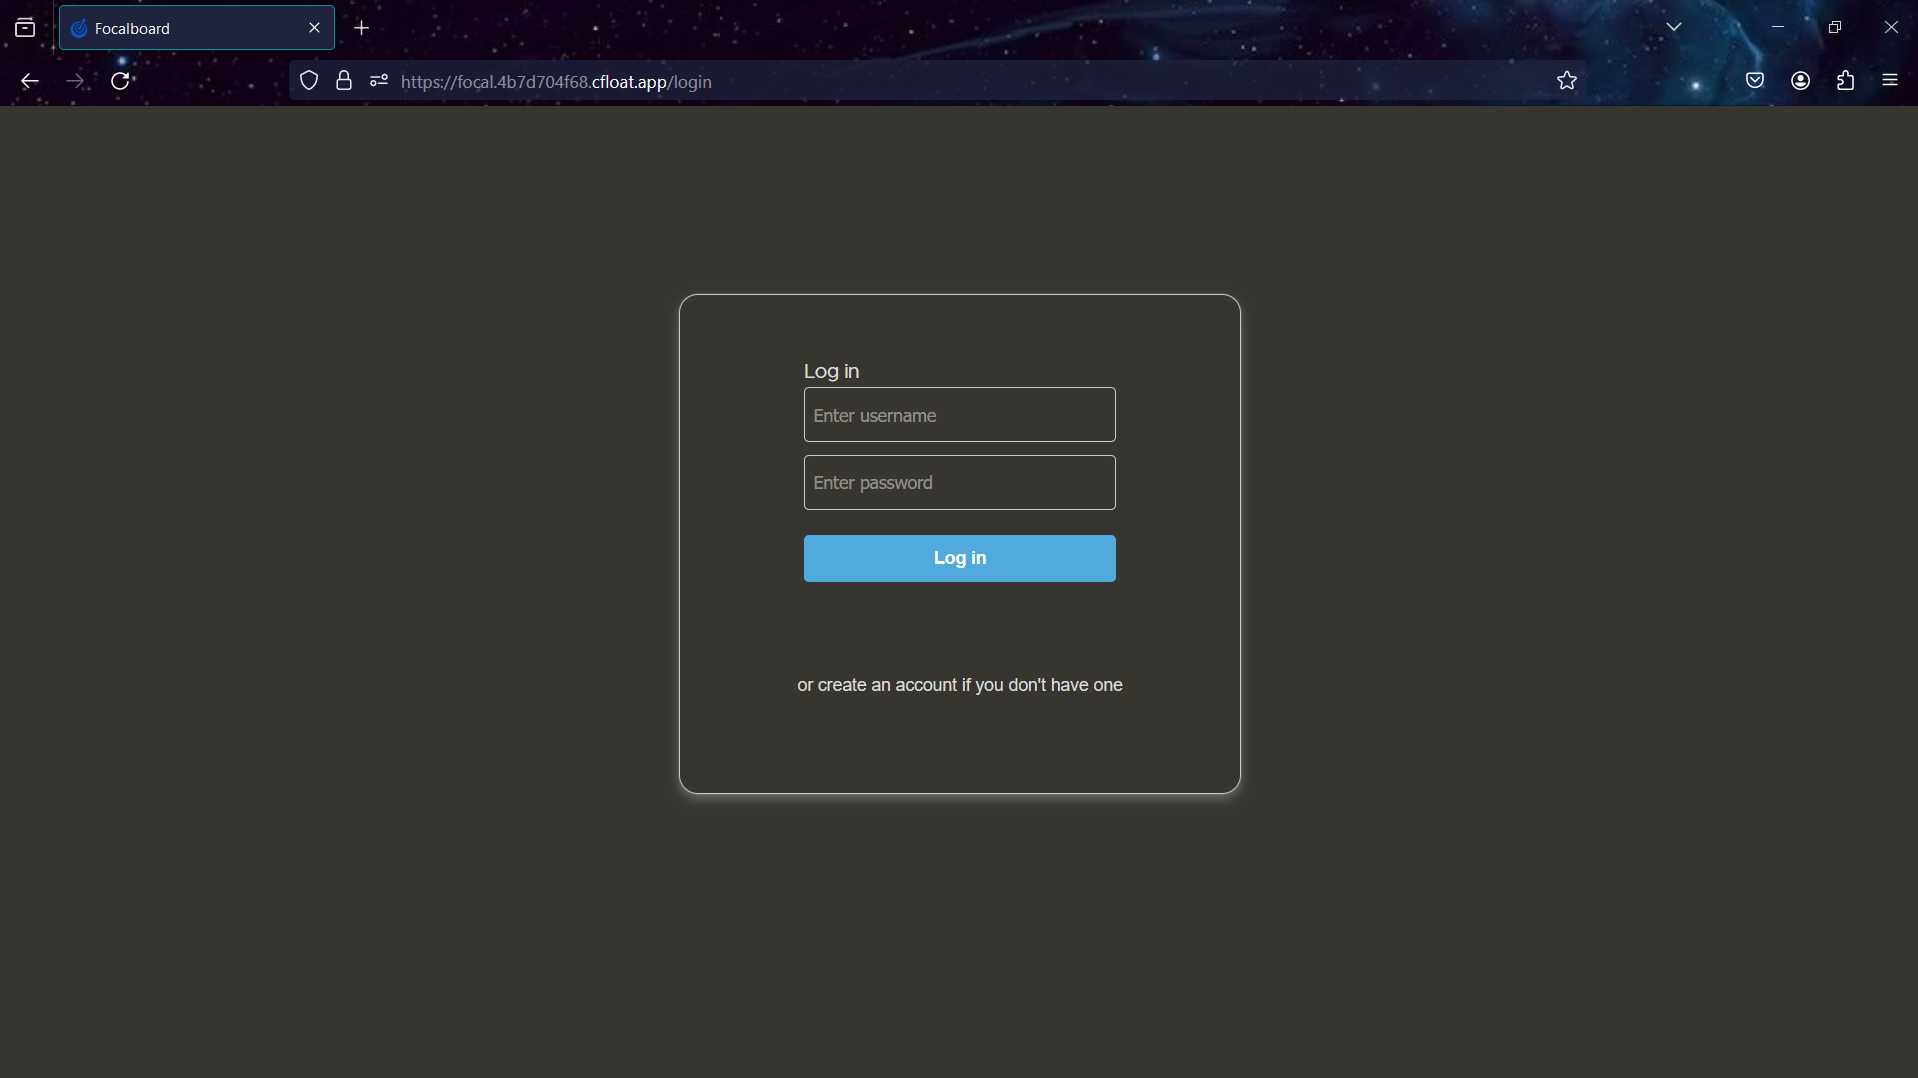 Focalboard
https://focal.4b7d704f68.cfloat.app/login
Log in
Enter username
Enter password
Log in
or create an account if you don't have one